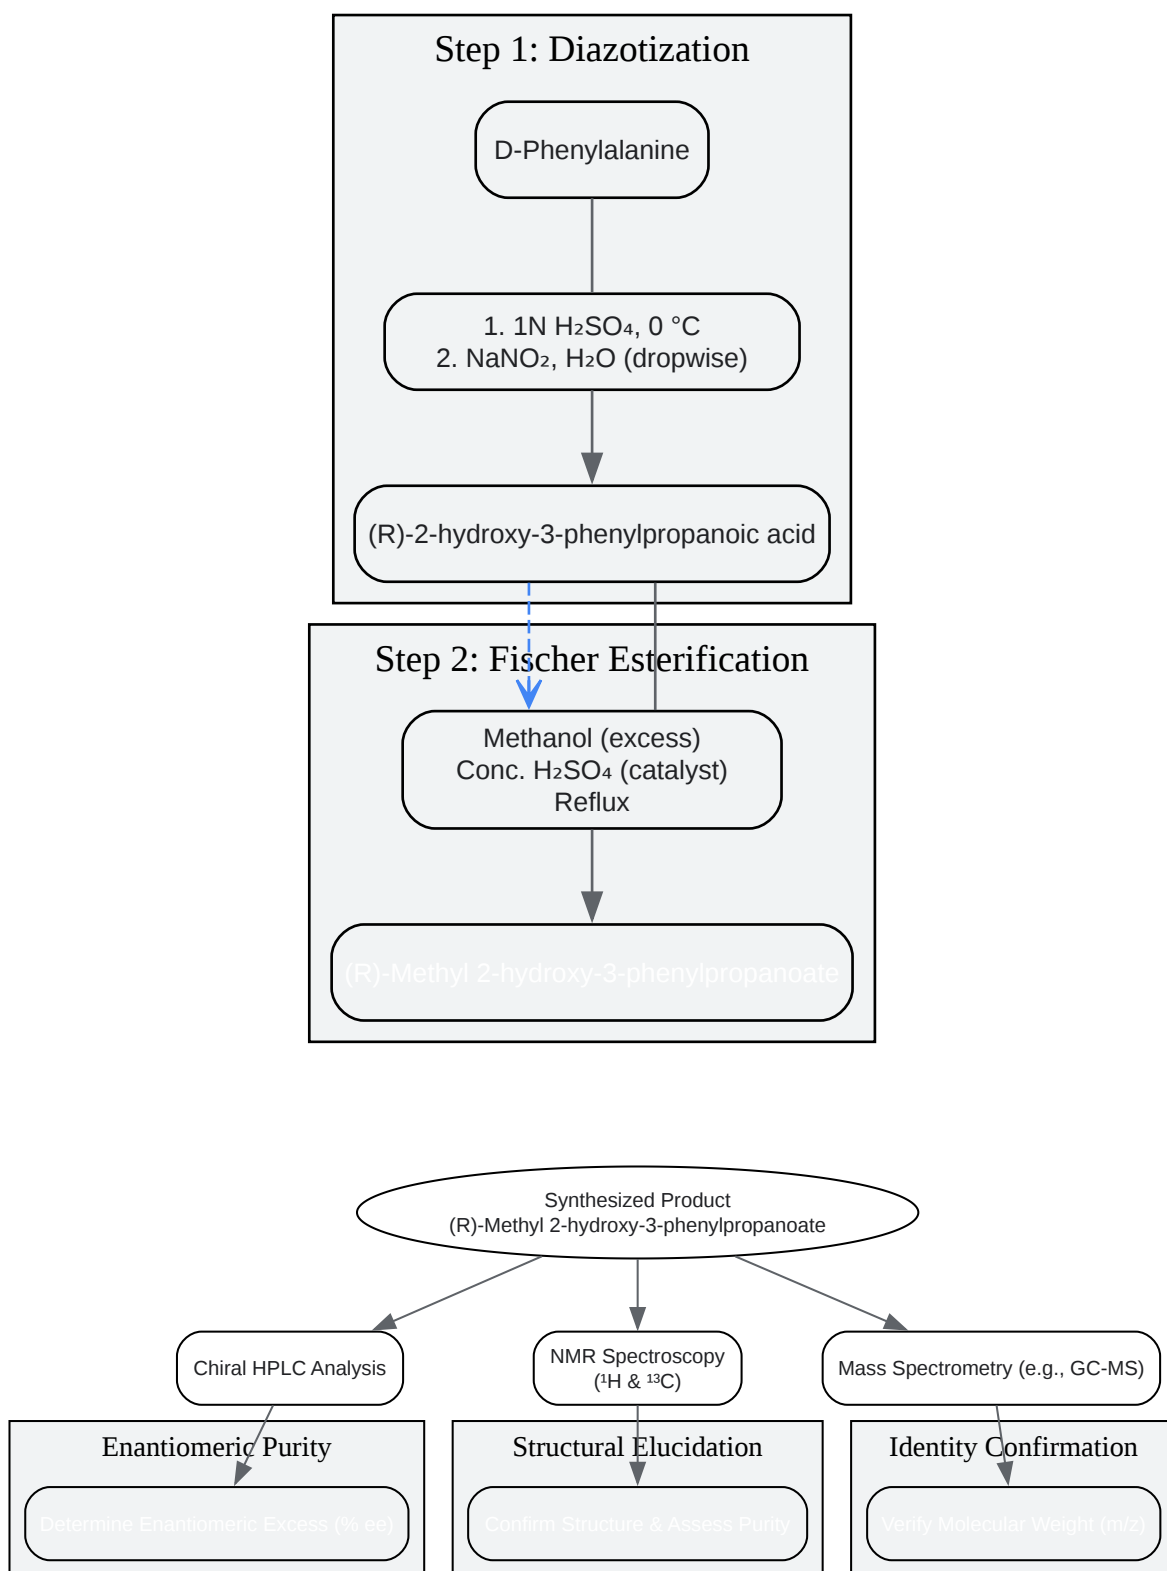 Step 1: Diazotization
D-Phenylalanine
1. 1N H₂SO₄, 0 °C
2. NaNO₂, H₂O (dropwise)
(R)-2-hydroxy-3-phenylpropanoic acid
Step 2: Fischer Esterification
Methanol (excess)
Conc. H₂SO₄ (catalyst)
Reflux
(R)-Methyl 2-hydroxy-3-phenylpropanoate
Synthesized Product
(R)-Methyl 2-hydroxy-3-phenylpropanoate
Chiral HPLC Analysis
NMR Spectroscopy
(¹H & ¹³C)
Mass Spectrometry (e.g., GC-MS)
Enantiomeric Purity
Structural Elucidation
Identity Confirmation
Determine Enantiomeric Excess (% ee)
Confirm Structure & Assess Purity
Verify Molecular Weight (m/z)